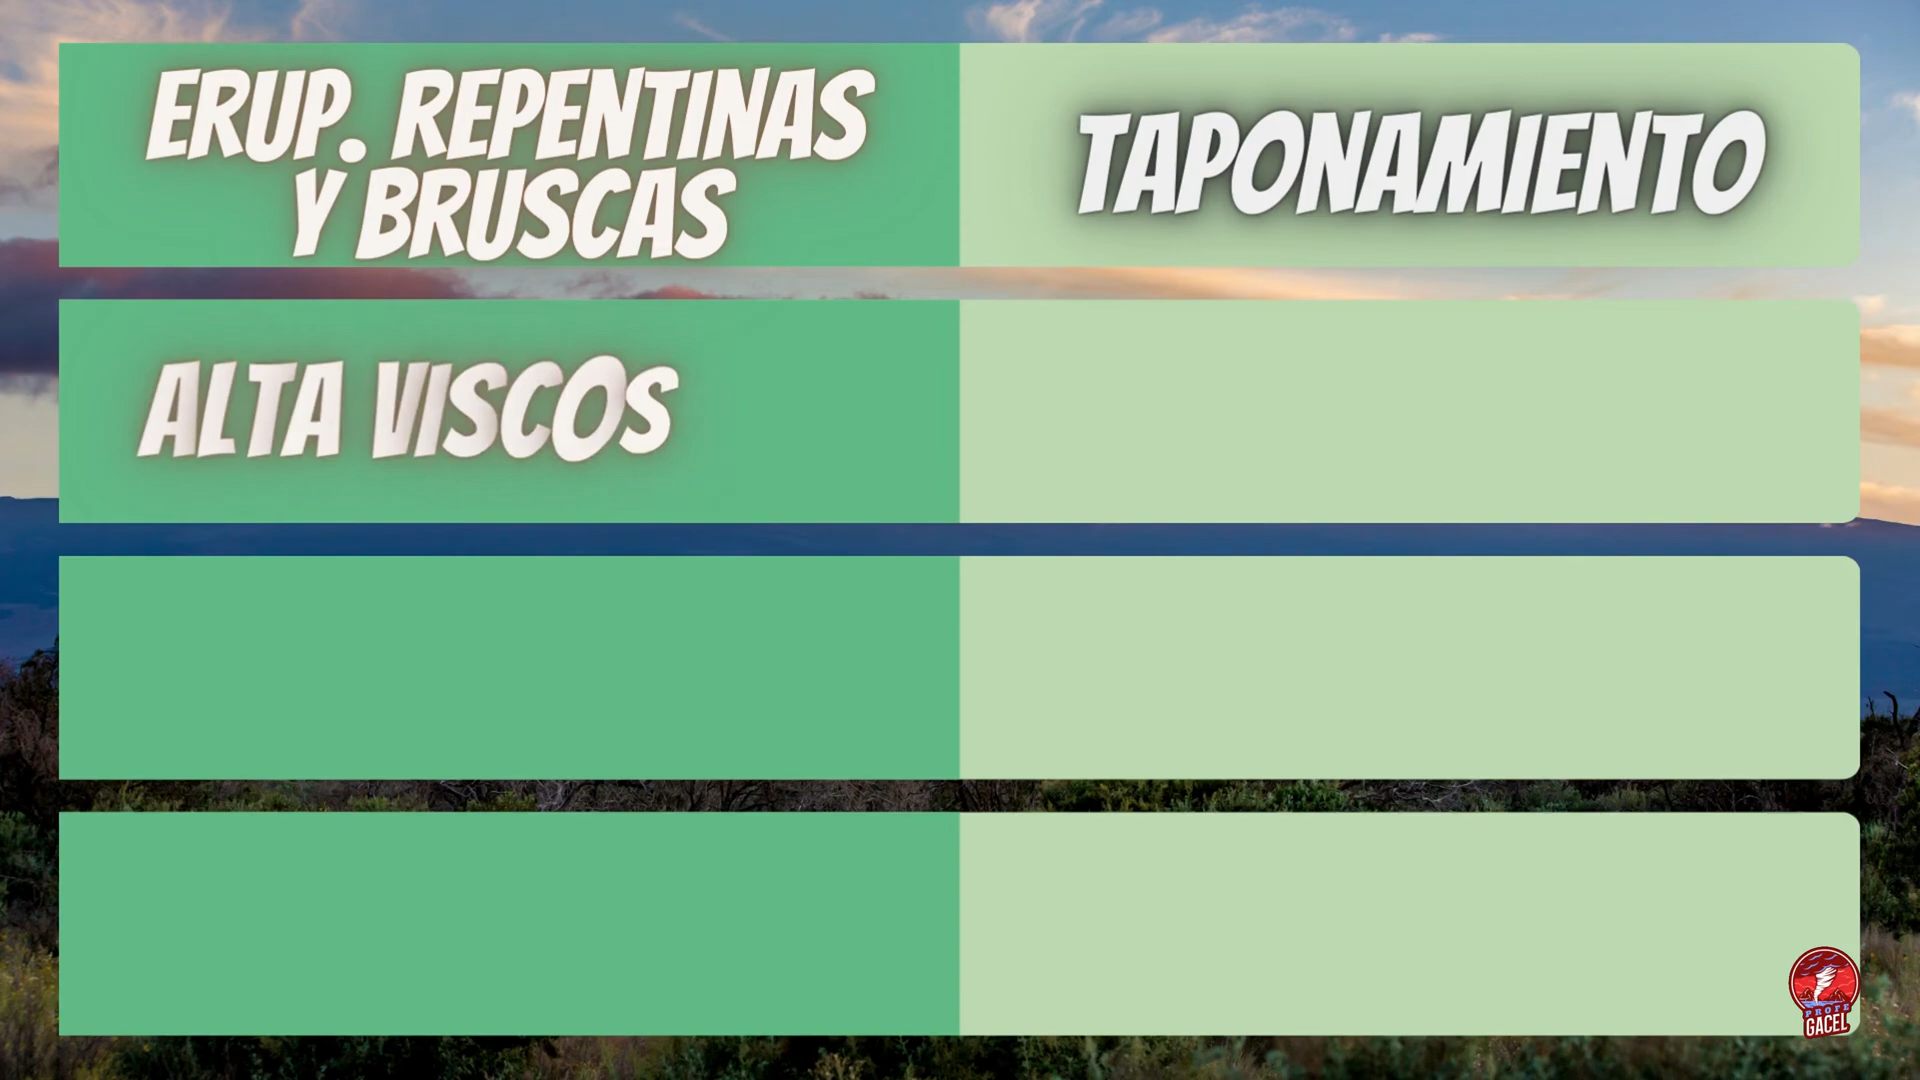 ERUP. REPENTINAS
Y BRUSCAS
TAPONAMIENTO
ALTA VISCOS
PROFE
GACEL